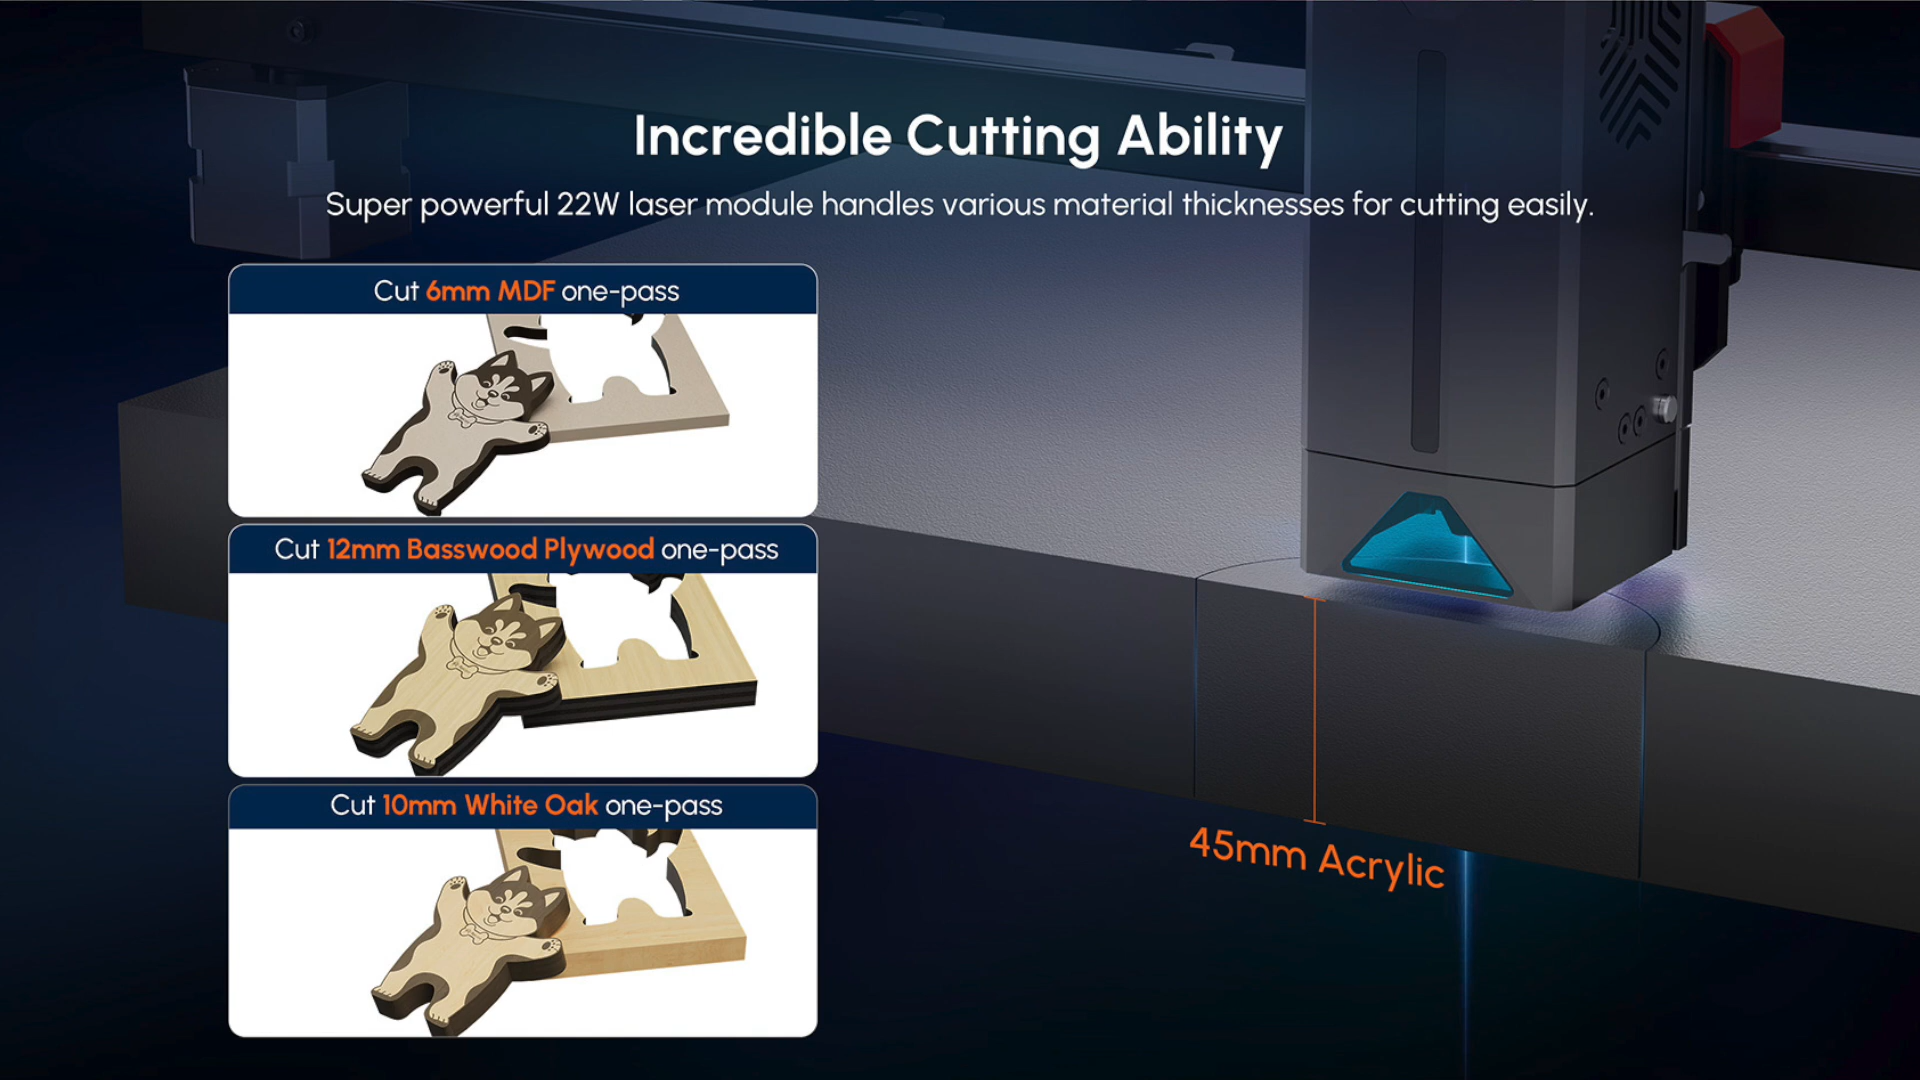 Incredible Cutting Ability
Super powerful 22W laser module handles various material thicknesses for cutting easily.
Cut 6mm MDF one-pass
Cut 12mm Basswood Plywood one-pass
Cut 10mm White Oak one-pass
45mm Acrylic